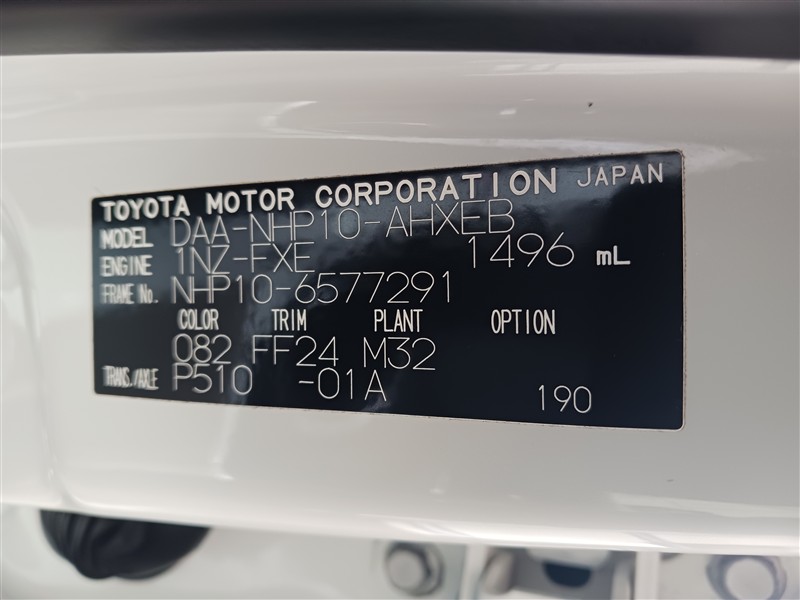 TOYOTA MOTOR CORPORATION JAPAN
MODEL DAA-NHP10-AHXEB
ENGINE 1NZ-FXE 1496 mL
FRAME No. NHP10-6577291
COLOR TRIM PLANT OPTION
082 FF24 M32
TRANS./AXLE P510 -01A 190